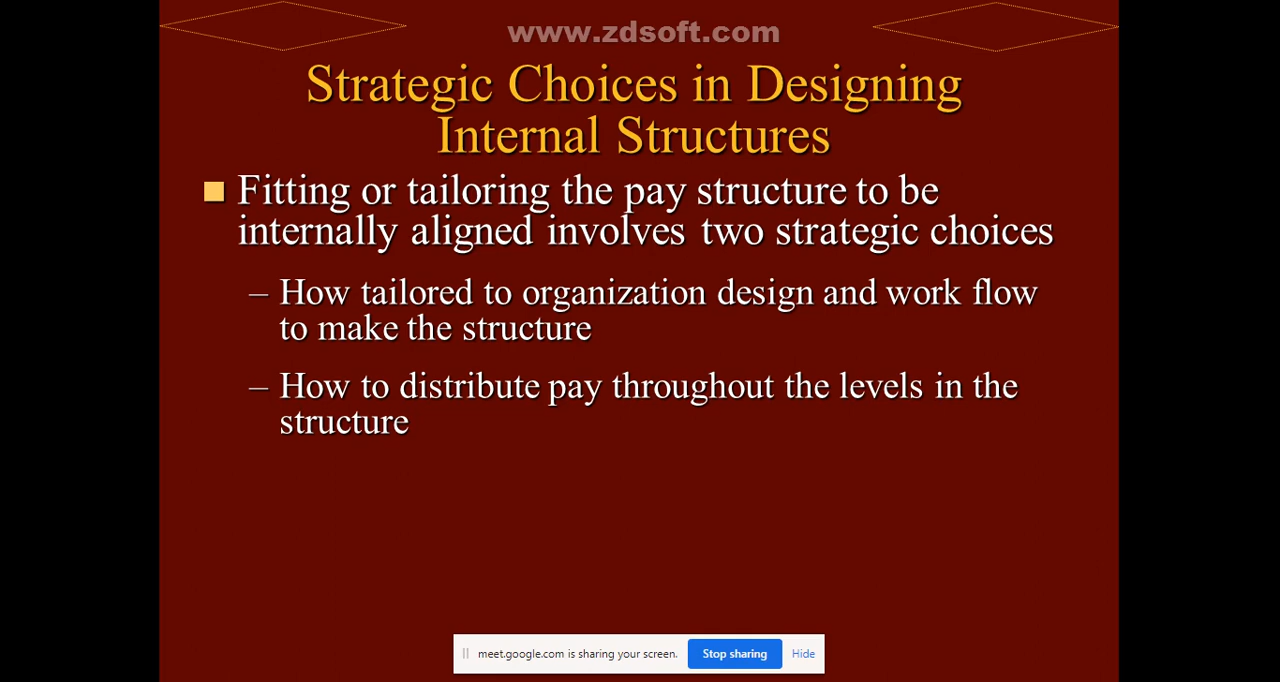 www.zdsoft.com
Strategic Choices in Designing
Internal Structures
Fitting or tailoring the pay structure to be
internally aligned involves two strategic choices
– How tailored to organization design and work flow
to make the structure
– How to distribute pay throughout the levels in the
structure
meet.google.com is sharing your screen. Stop sharing Hide